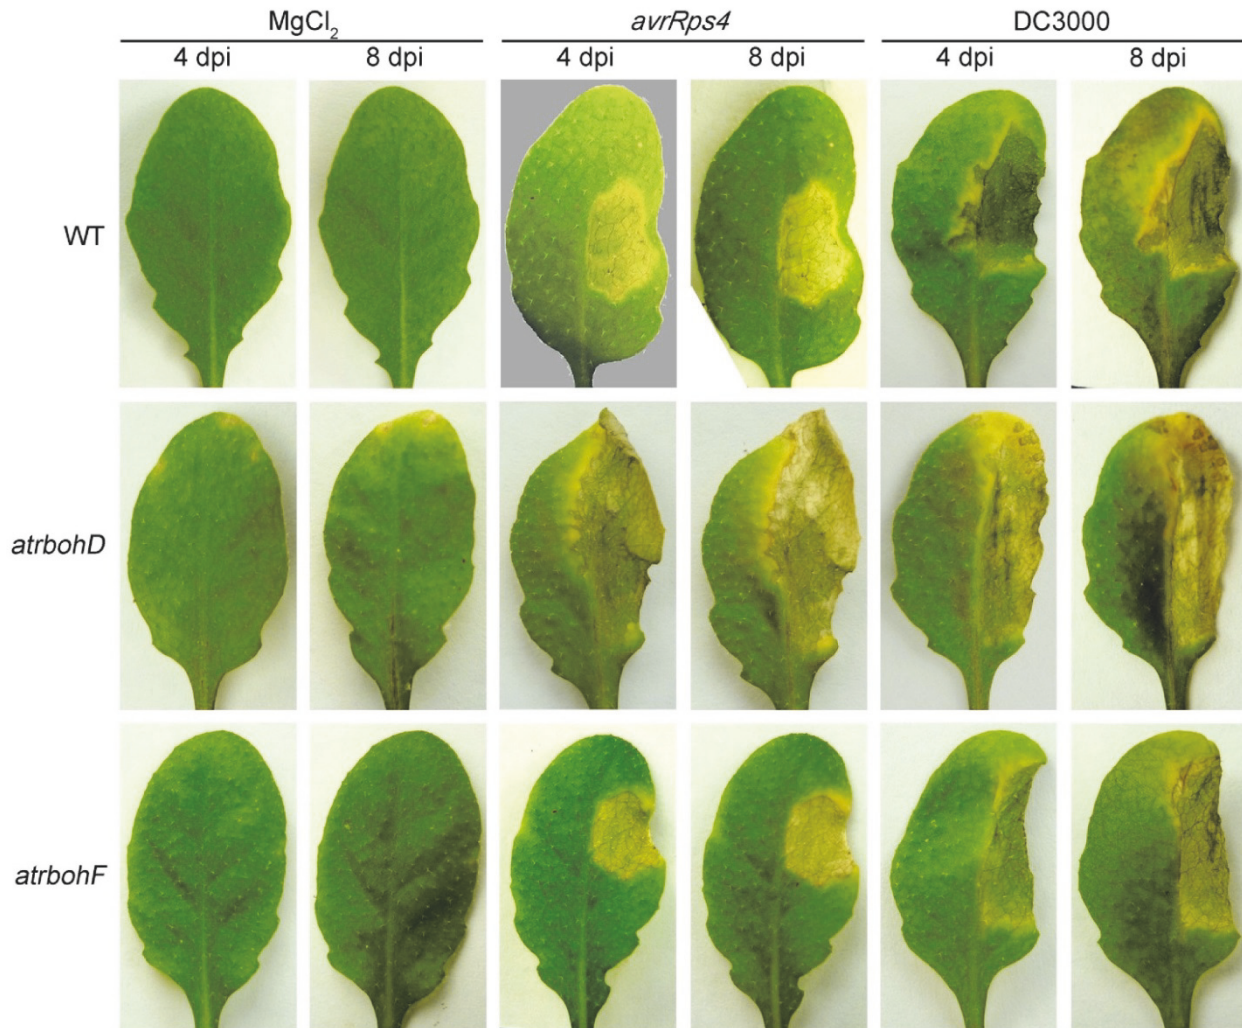 MgCl₂ avrRps4 DC3000
4 dpi 8 dpi 4 dpi 8 dpi 4 dpi 8 dpi
WT
atrbohD
atrbohF